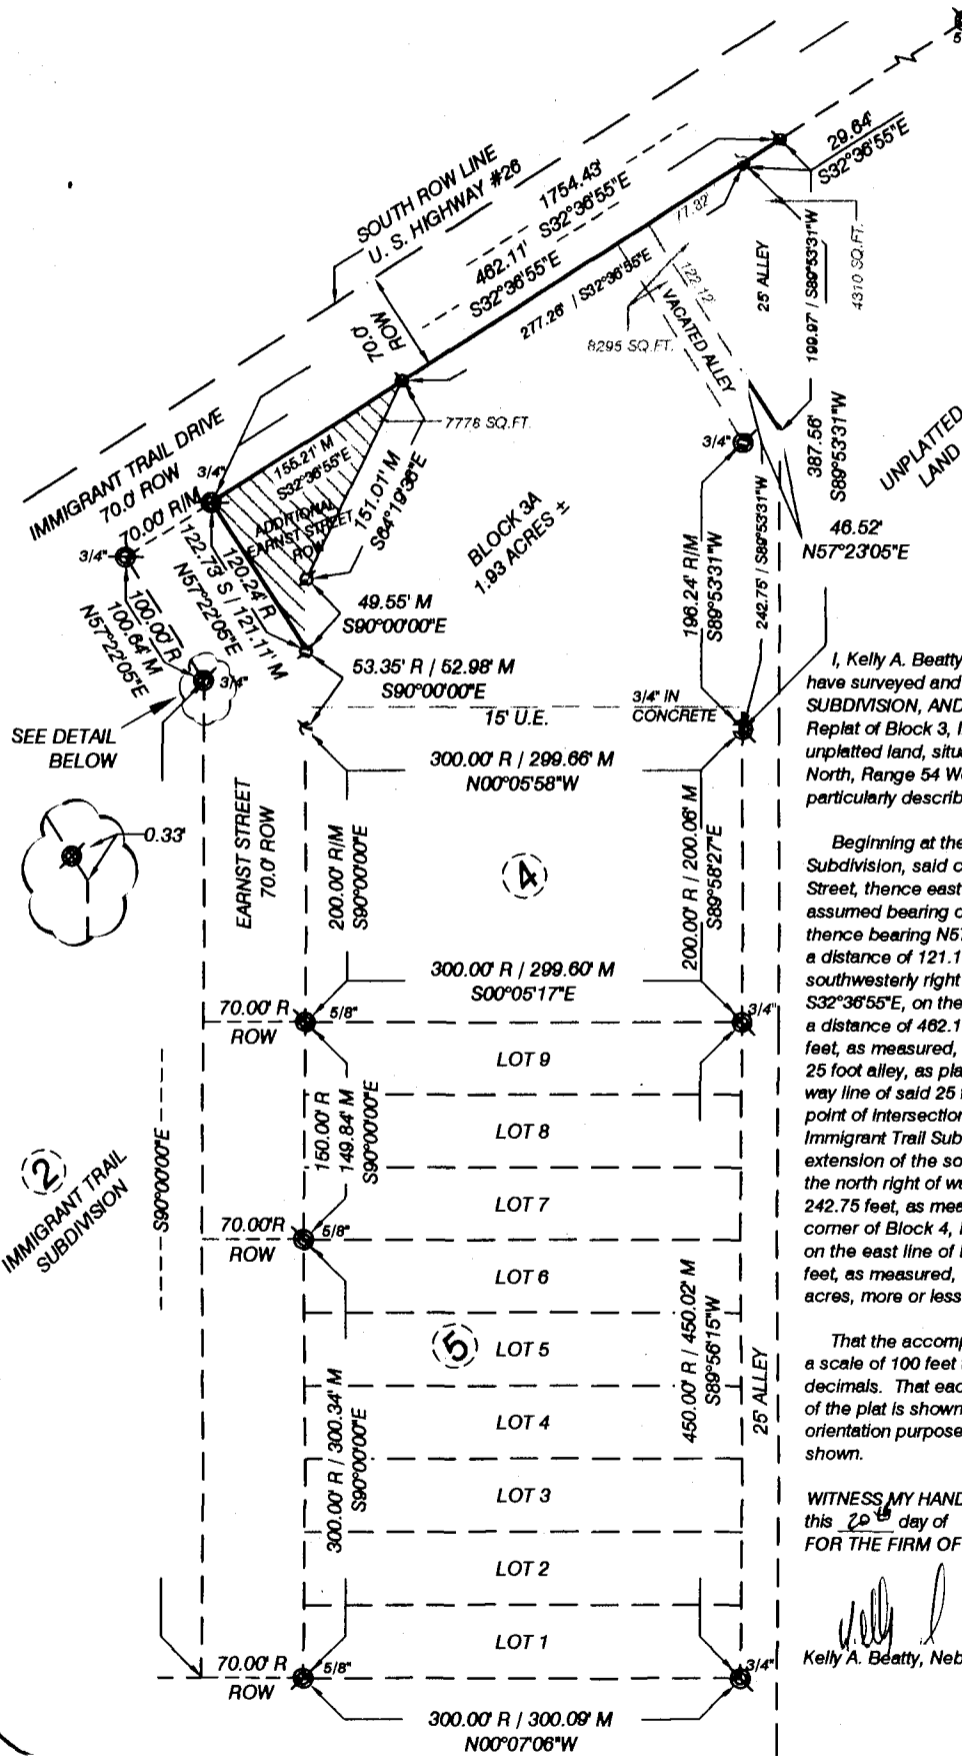 SOUTH ROW LINE
U. S. HIGHWAY #26
1754.43'
S32°36'55"E
462.11'
S32°36'55"E
29.64'
S32°36'55"E
77.32'
277.26' / S32°36'55"E
70.0'
ROW
8295 SQ.FT.
122.12'
VACATED ALLEY
25' ALLEY
199.97' / S89°53'31"W
4310 SQ.FT.
387.56'
S89°53'31"W
UNPLATTED
LAND
IMMIGRANT TRAIL DRIVE
70.0' ROW
3/4"
70.00' R/M
3/4"
7778 SQ.FT.
155.21' M
S32°36'55"E
ADDITIONAL
EARNST STREET
ROW
151.01' M
S64°19'36"E
BLOCK 3A
1.93 ACRES ±
3/4"
196.24' R/M
S89°53'31"W
242.75' / S89°53'31"W
46.52'
N57°23'05"E
120.24' R
122.73' S / 121.11' M
N57°22'05"E
100.00' R
100.64' M
N57°22'05"E
3/4"
49.55' M
S90°00'00"E
53.35' R / 52.98' M
S90°00'00"E
SEE DETAIL
BELOW
15' U.E.
3/4" IN
CONCRETE
300.00' R / 299.66' M
N00°05'58"W
0.33'
EARNST STREET
70.0' ROW
200.00' R/M
S90°00'00"E
4
200.00' R / 200.06' M
S89°58'27"E
300.00' R / 299.60' M
S00°05'17"E
70.00' R
ROW
5/8"
3/4"
LOT 9
150.00' R
149.84' M
S90°00'00"E
LOT 8
LOT 7
2
IMMIGRANT TRAIL
SUBDIVISION
S90°00'00"E
70.00' R
ROW
5/8"
LOT 6
5
LOT 5
450.00' R / 450.02' M
S89°56'15"W
25' ALLEY
LOT 4
300.00' R / 300.34' M
S90°00'00"E
LOT 3
LOT 2
LOT 1
70.00' R
ROW
5/8"
3/4"
300.00' R / 300.09' M
N00°07'06"W
I, Kelly A. Beatty
have surveyed and
SUBDIVISION, AND
Replat of Block 3, I
unplatted land, situ
North, Range 54 We
particularly describ
Beginning at the
Subdivision, said c
Street, thence east
assumed bearing o
thence bearing N57
a distance of 121.1
southwesterly right
S32°36'55"E, on the
a distance of 462.1
feet, as measured,
25 foot alley, as pla
way line of said 25 f
point of intersection
Immigrant Trail Sub
extension of the so
the north right of wa
242.75 feet, as mea
corner of Block 4, I
on the east line of
feet, as measured,
acres, more or less
That the accomp
a scale of 100 feet
decimals. That eac
of the plat is shown
orientation purpose
shown.
WITNESS MY HAND
this 20th day of
FOR THE FIRM OF
Kelly A. Beatty, Neb